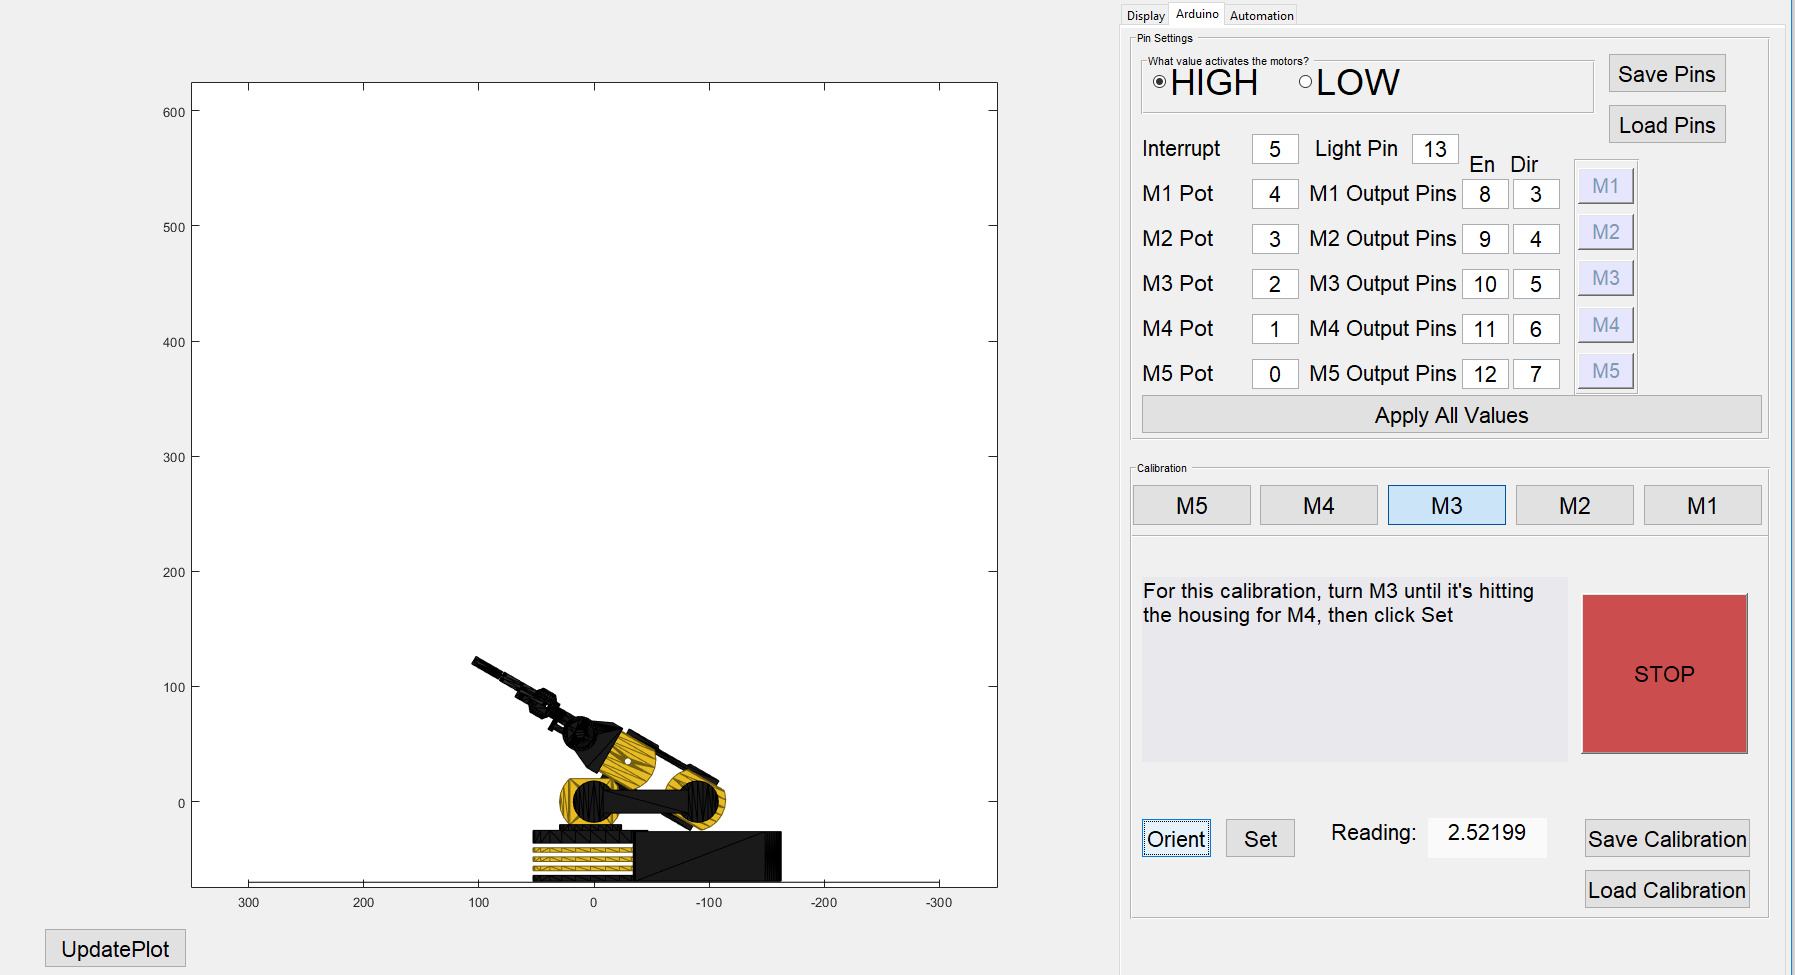 Display Arduino Automation
Pin Settings
What value activates the motors?
HIGH LOW
Save Pins
Load Pins
Interrupt 5 Light Pin 13
En Dir
M1 Pot 4 M1 Output Pins 8 3 M1
M2 Pot 3 M2 Output Pins 9 4 M2
M3 Pot 2 M3 Output Pins 10 5 M3
M4 Pot 1 M4 Output Pins 11 6 M4
M5 Pot 0 M5 Output Pins 12 7 M5
Apply All Values
Calibration
M5 M4 M3 M2 M1
For this calibration, turn M3 until it's hitting
the housing for M4, then click Set
STOP
Orient Set Reading: 2.52199 Save Calibration
Load Calibration
600
500
400
300
200
100
0
300 200 100 0 -100 -200 -300
UpdatePlot